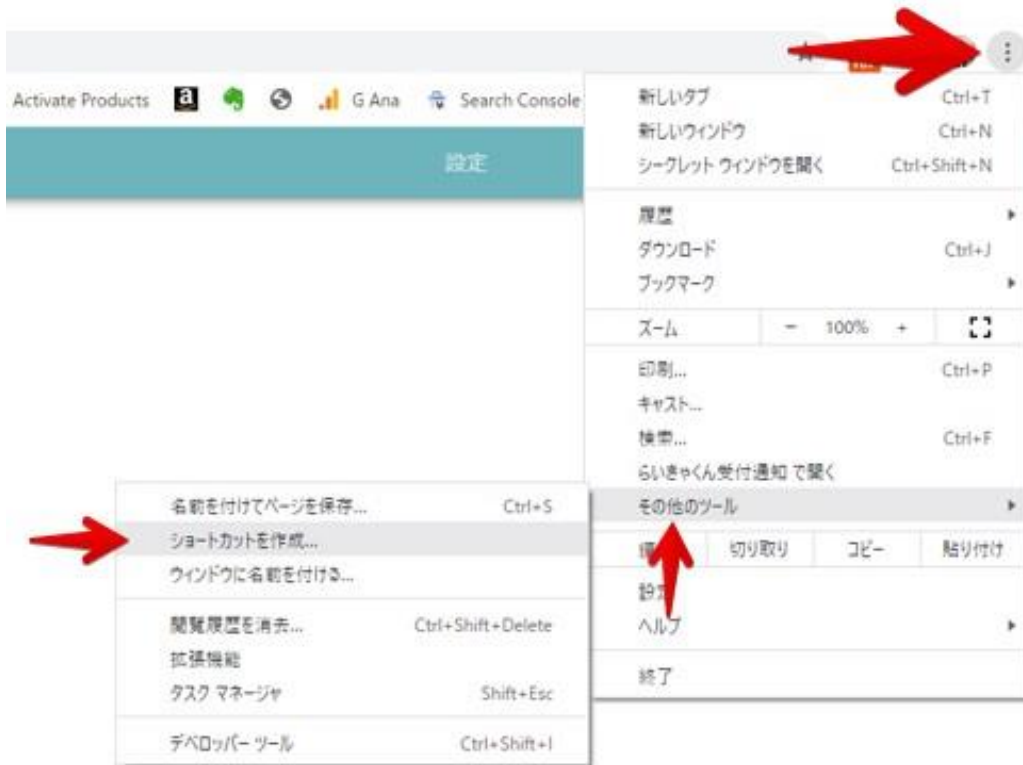 Activate Products G Ana Search Console
設定
新しいタブ Ctrl+T
新しいウィンドウ Ctrl+N
シークレット ウィンドウを開く Ctrl+Shift+N
履歴
ダウンロード Ctrl+J
ブックマーク
ズーム - 100% +
印刷... Ctrl+P
キャスト...
検索... Ctrl+F
らいきゃくん受付通知 で開く
その他のツール
切り取り コピー 貼り付け
設定
ヘルプ
終了
名前を付けてページを保存... Ctrl+S
ショートカットを作成...
ウィンドウに名前を付ける...
閲覧履歴を消去... Ctrl+Shift+Delete
拡張機能
タスク マネージャ Shift+Esc
デベロッパー ツール Ctrl+Shift+I